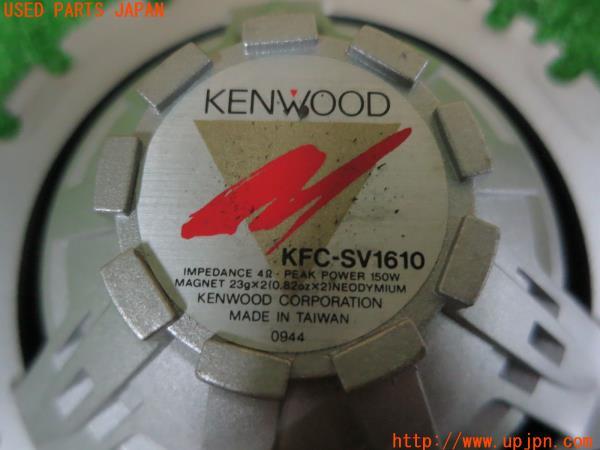 USED PARTS JAPAN
KENWOOD
KFC-SV1610
IMPEDANCE 4Ω · PEAK POWER 150W
MAGNET 23g×2(0.82oz×2)NEODYMIUM
KENWOOD CORPORATION
MADE IN TAIWAN
0944
http://www.upjpn.com/